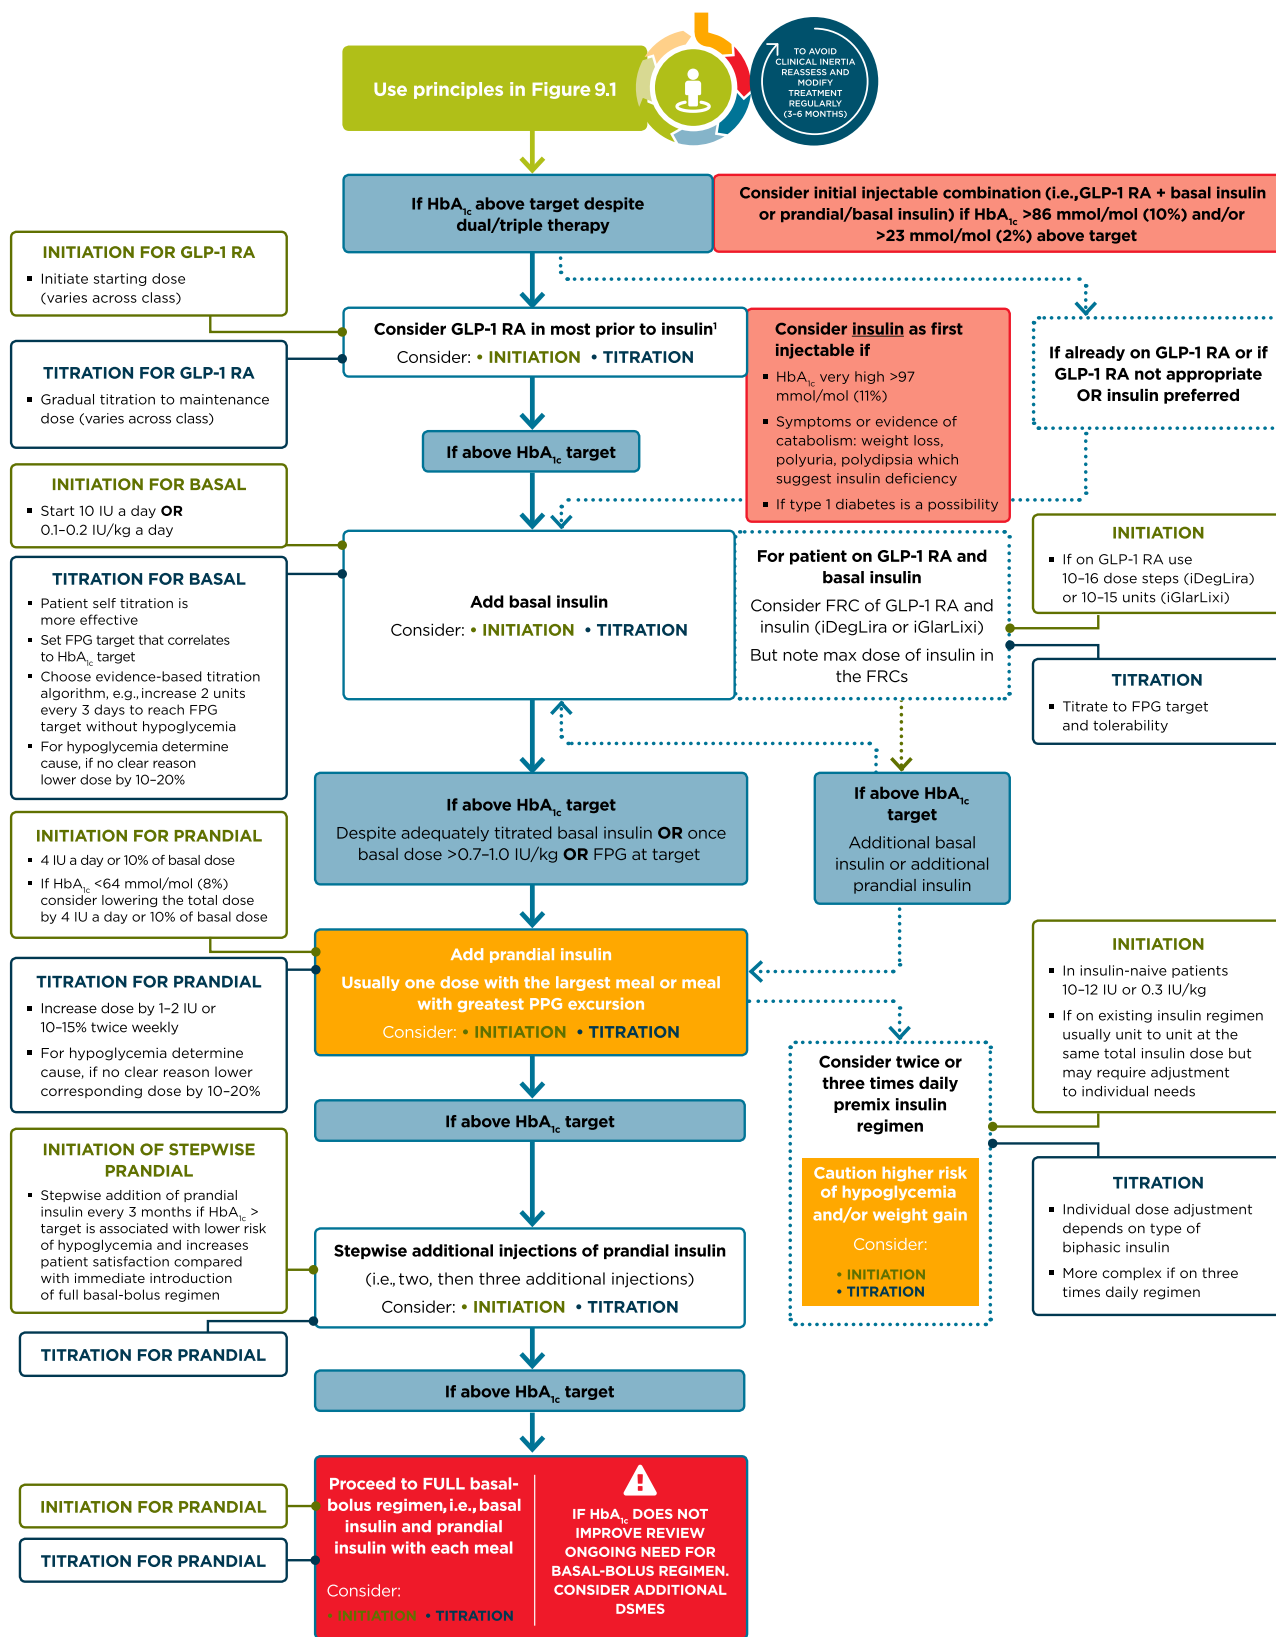 Use principles in Figure 9.1
TO AVOID
CLINICAL INERTIA
REASSESS AND
MODIFY
TREATMENT
REGULARLY
(3–6 MONTHS)
If HbA1c above target despite
dual/triple therapy
Consider initial injectable combination (i.e., GLP-1 RA + basal insulin
or prandial/basal insulin) if HbA1c >86 mmol/mol (10%) and/or
>23 mmol/mol (2%) above target
INITIATION FOR GLP-1 RA
▪ Initiate starting dose
(varies across class)
TITRATION FOR GLP-1 RA
▪ Gradual titration to maintenance
dose (varies across class)
Consider GLP-1 RA in most prior to insulin¹
Consider: • INITIATION • TITRATION
Consider insulin as first
injectable if
▪ HbA1c very high >97
mmol/mol (11%)
▪ Symptoms or evidence of
catabolism: weight loss,
polyuria, polydipsia which
suggest insulin deficiency
▪ If type 1 diabetes is a possibility
If already on GLP-1 RA or if
GLP-1 RA not appropriate
OR insulin preferred
If above HbA1c target
INITIATION FOR BASAL
▪ Start 10 IU a day OR
0.1–0.2 IU/kg a day
TITRATION FOR BASAL
▪ Patient self titration is
more effective
▪ Set FPG target that correlates
to HbA1c target
▪ Choose evidence-based titration
algorithm, e.g., increase 2 units
every 3 days to reach FPG
target without hypoglycemia
▪ For hypoglycemia determine
cause, if no clear reason
lower dose by 10–20%
Add basal insulin
Consider: • INITIATION • TITRATION
For patient on GLP-1 RA and
basal insulin
Consider FRC of GLP-1 RA and
insulin (iDegLira or iGlarLixi)
But note max dose of insulin in
the FRCs
INITIATION
▪ If on GLP-1 RA use
10–16 dose steps (iDegLira)
or 10–15 units (iGlarLixi)
TITRATION
▪ Titrate to FPG target
and tolerability
If above HbA1c target
Despite adequately titrated basal insulin OR once
basal dose >0.7–1.0 IU/kg OR FPG at target
If above HbA1c
target
Additional basal
insulin or additional
prandial insulin
INITIATION FOR PRANDIAL
▪ 4 IU a day or 10% of basal dose
▪ If HbA1c <64 mmol/mol (8%)
consider lowering the total dose
by 4 IU a day or 10% of basal dose
TITRATION FOR PRANDIAL
▪ Increase dose by 1–2 IU or
10–15% twice weekly
▪ For hypoglycemia determine
cause, if no clear reason lower
corresponding dose by 10–20%
Add prandial insulin
Usually one dose with the largest meal or meal
with greatest PPG excursion
Consider: • INITIATION • TITRATION
If above HbA1c target
Consider twice or
three times daily
premix insulin
regimen
Caution higher risk
of hypoglycemia
and/or weight gain
Consider:
• INITIATION
• TITRATION
INITIATION
▪ In insulin-naive patients
10–12 IU or 0.3 IU/kg
▪ If on existing insulin regimen
usually unit to unit at the
same total insulin dose but
may require adjustment
to individual needs
TITRATION
▪ Individual dose adjustment
depends on type of
biphasic insulin
▪ More complex if on three
times daily regimen
INITIATION OF STEPWISE
PRANDIAL
▪ Stepwise addition of prandial
insulin every 3 months if HbA1c >
target is associated with lower risk
of hypoglycemia and increases
patient satisfaction compared
with immediate introduction
of full basal-bolus regimen
TITRATION FOR PRANDIAL
Stepwise additional injections of prandial insulin
(i.e., two, then three additional injections)
Consider: • INITIATION • TITRATION
If above HbA1c target
INITIATION FOR PRANDIAL
TITRATION FOR PRANDIAL
Proceed to FULL basal-
bolus regimen, i.e., basal
insulin and prandial
insulin with each meal
Consider:
• INITIATION • TITRATION
IF HbA1c DOES NOT
IMPROVE REVIEW
ONGOING NEED FOR
BASAL-BOLUS REGIMEN.
CONSIDER ADDITIONAL
DSMES